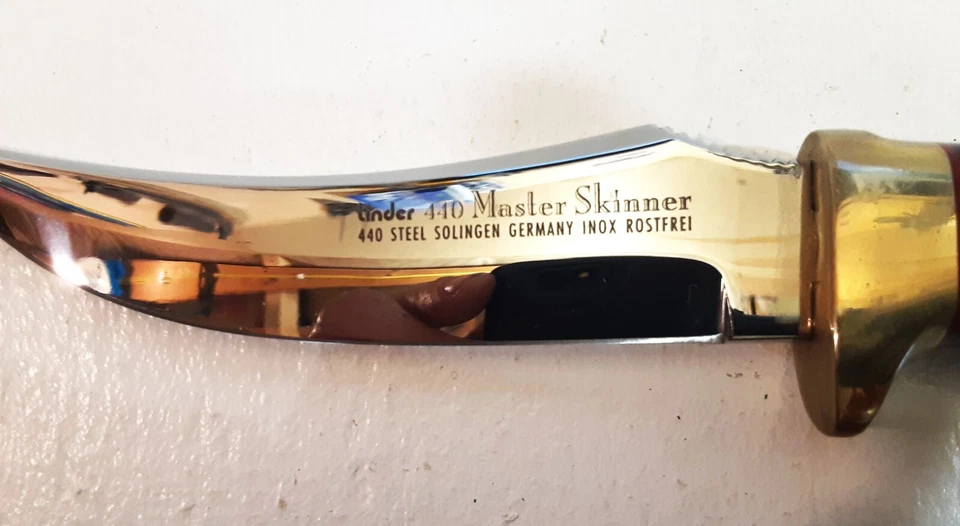 Linder 440 Master Skinner
440 STEEL SOLINGEN GERMANY INOX ROSTFREI